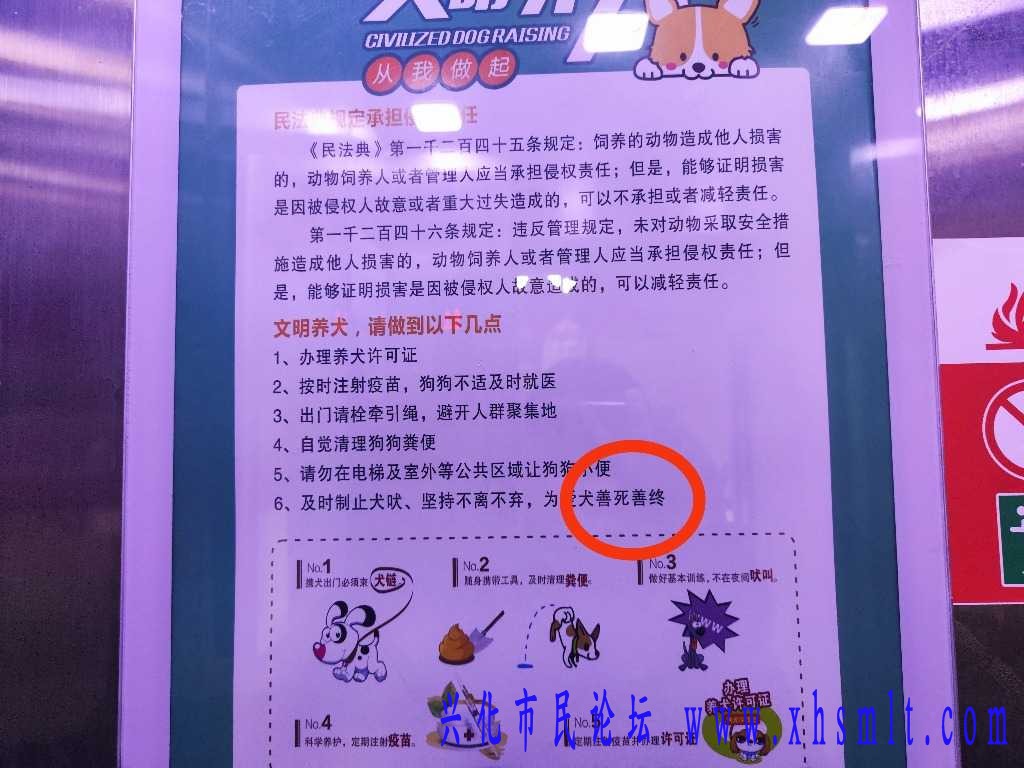 CIVILIZED DOG RAISING
从我做起
民法 规定承担 任
《民法典》第一千二百四十五条规定：饲养的动物造成他人损害
的，动物饲养人或者管理人应当承担侵权责任；但是，能够证明损害
是因被侵权人故意或者重大过失造成的，可以不承担或者减轻责任。
第一千二百四十六条规定：违反管理规定，未对动物采取安全措
施造成他人损害的，动物饲养人或者管理人应当承担侵权责任；但
是，能够证明损害是因被侵权人故意造成的，可以减轻责任。
文明养犬，请做到以下几点
1、办理养犬许可证
2、按时注射疫苗，狗狗不适及时就医
3、出门请栓牵引绳，避开人群聚集地
4、自觉清理狗狗粪便
5、请勿在电梯及室外等公共区域让狗狗小便
6、及时制止犬吠、坚持不离不弃，为爱犬善死善终
No.1
携犬出门必须束犬链。
No.2
随身携带工具，及时清理粪便。
No.3
做好基本训练，不在夜间吠叫。
WW
No.4
科学养护，定期注射疫苗。
No.5
定期注射疫苗并办理许可证
办理
养犬许可证
兴化市民论坛 www.xhsmlt.com